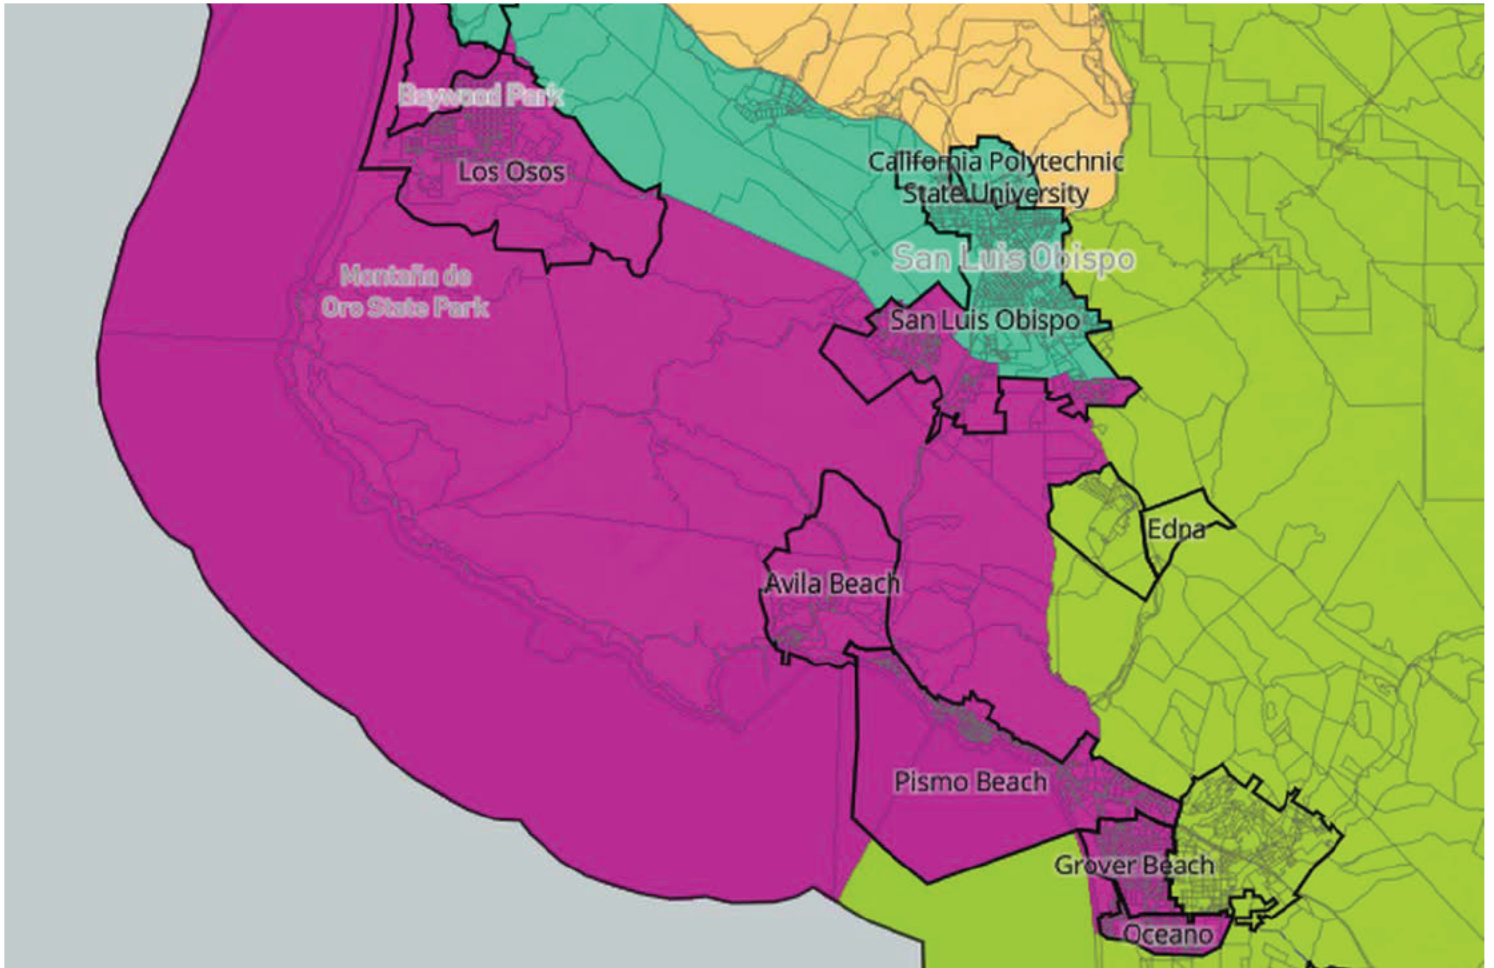 Baywood Park
Los Osos
California Polytechnic
State University
San Luis Obispo
Montaña de
Oro State Park
San Luis Obispo
Edna
Avila Beach
Pismo Beach
Grover Beach
Oceano